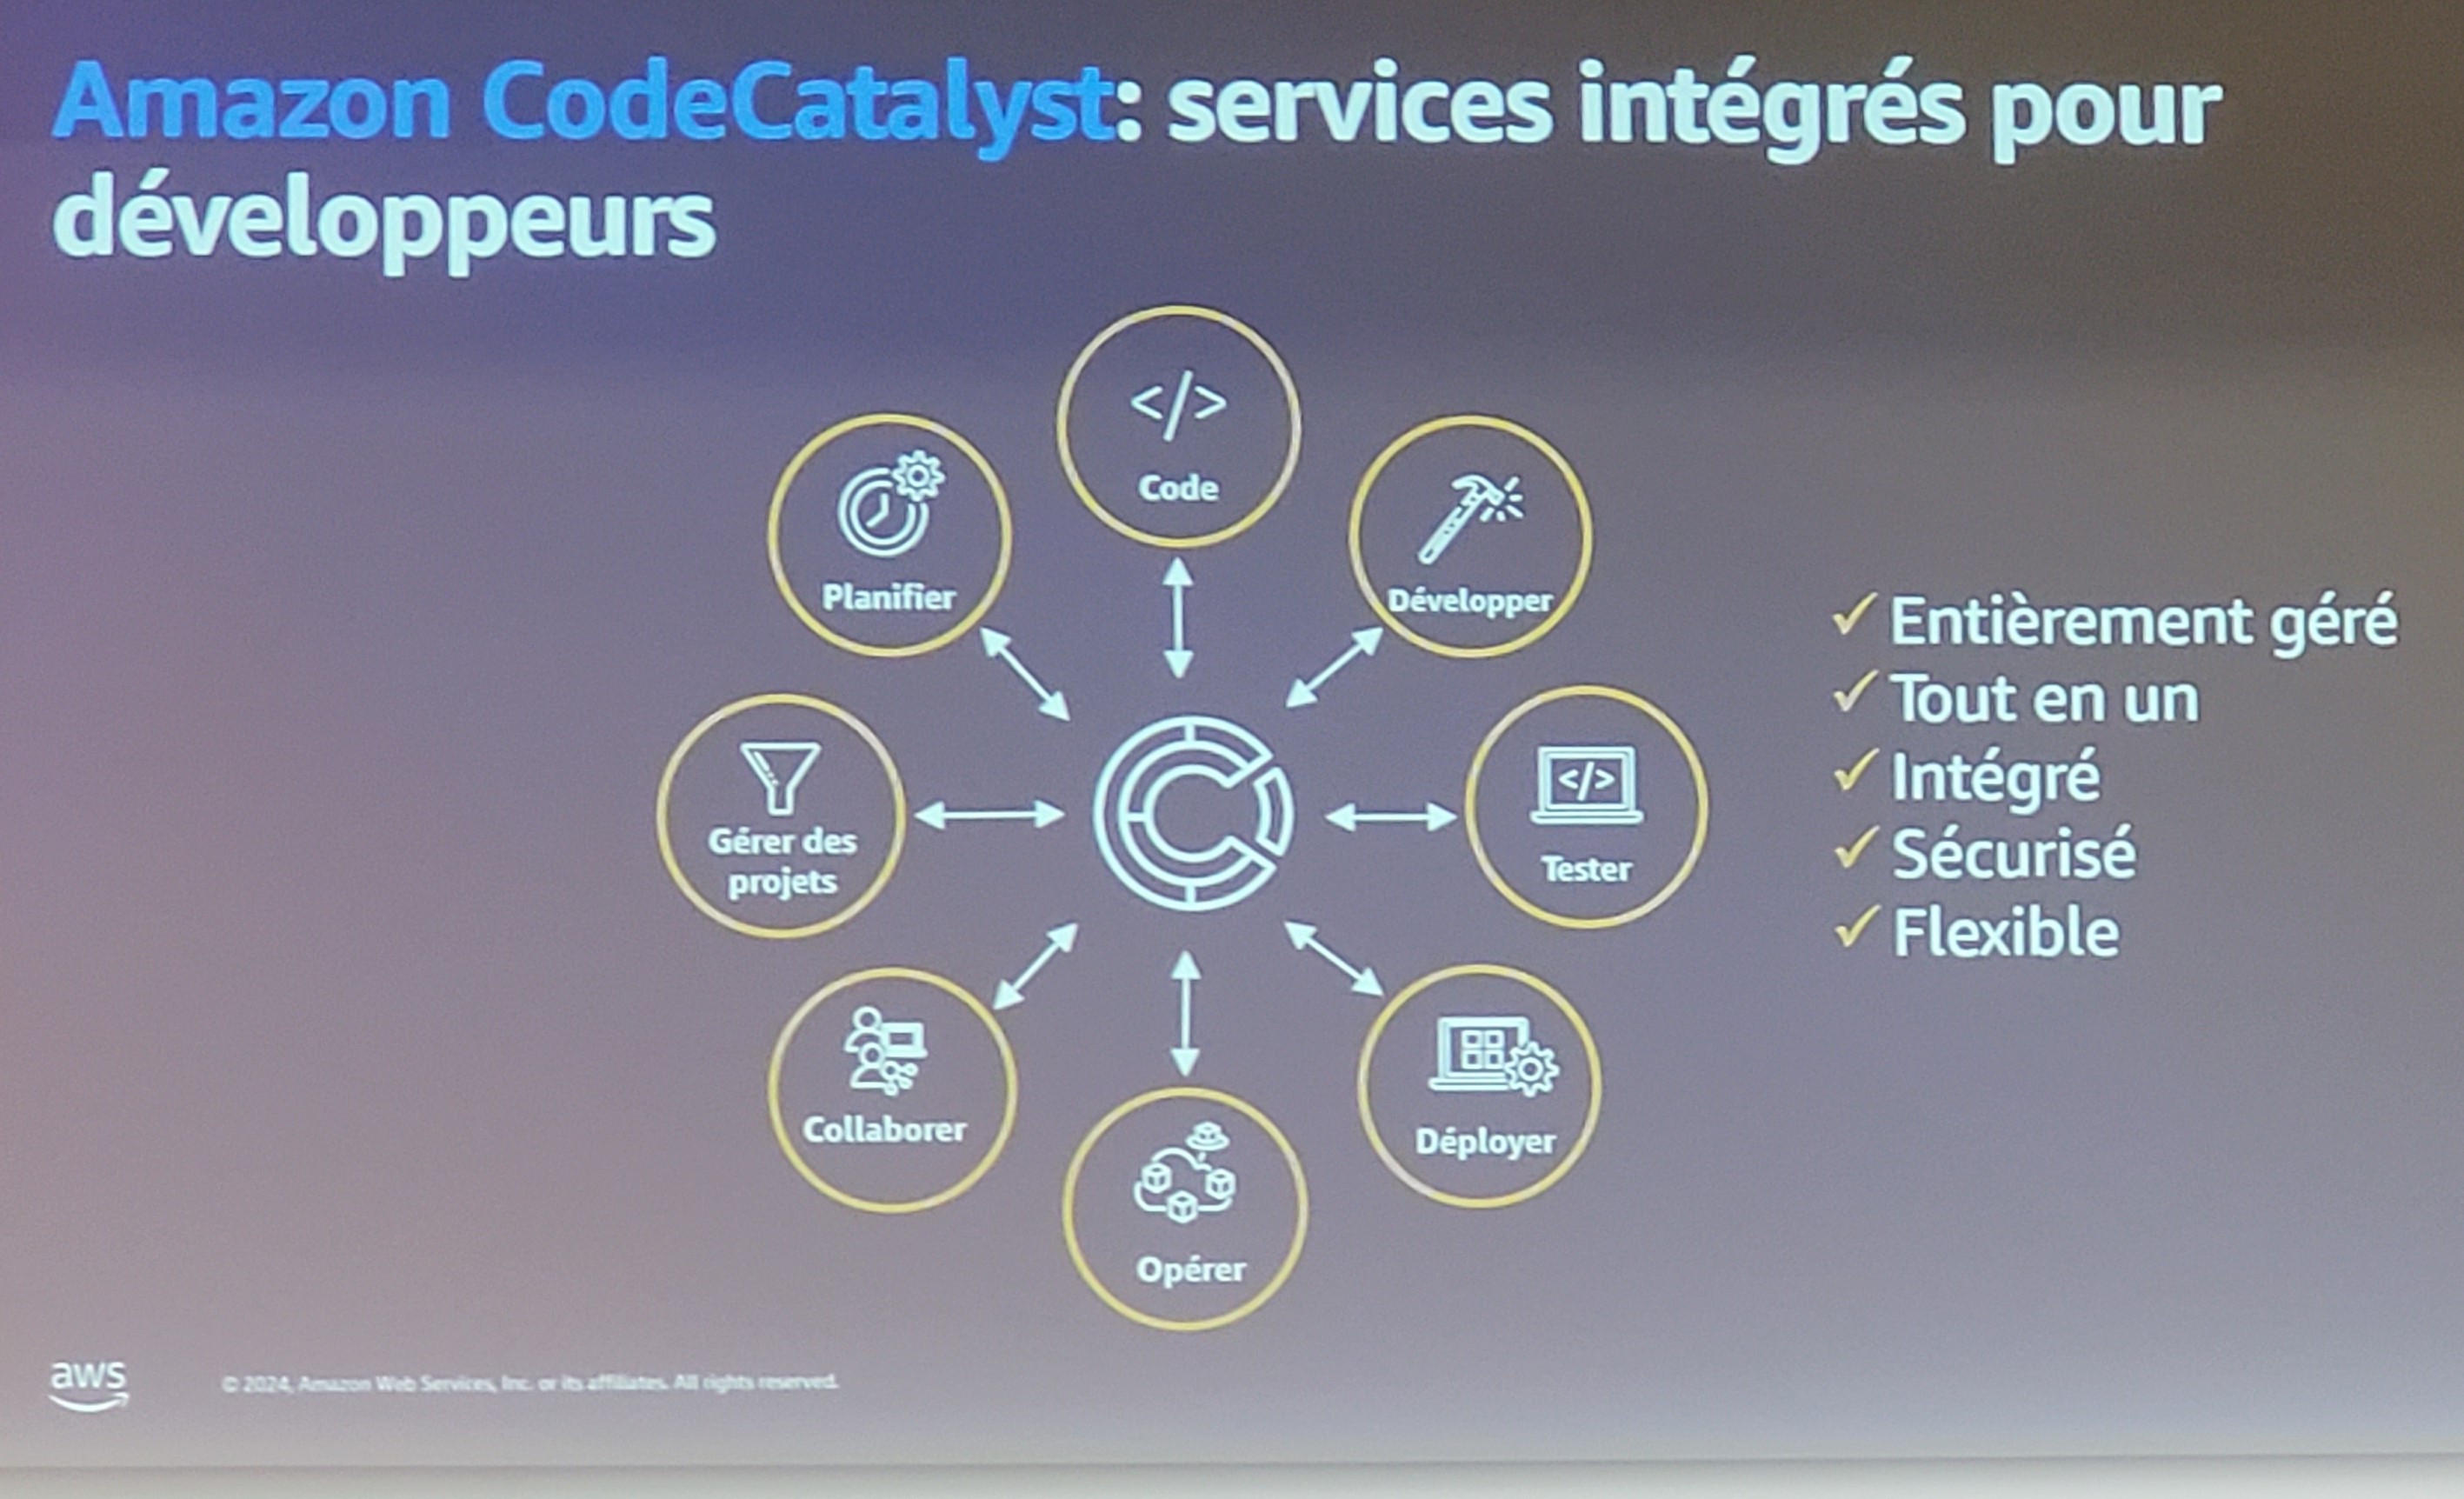 Amazon CodeCatalyst: services intégrés pour
développeurs
</>
Code
Planifier
Développer
Gérer des
projets
</>
Tester
Collaborer
Déployer
Opérer
✓ Entièrement géré
✓ Tout en un
✓ Intégré
✓ Sécurisé
✓ Flexible
aws
© 2024, Amazon Web Services, Inc. or its affiliates. All rights reserved.